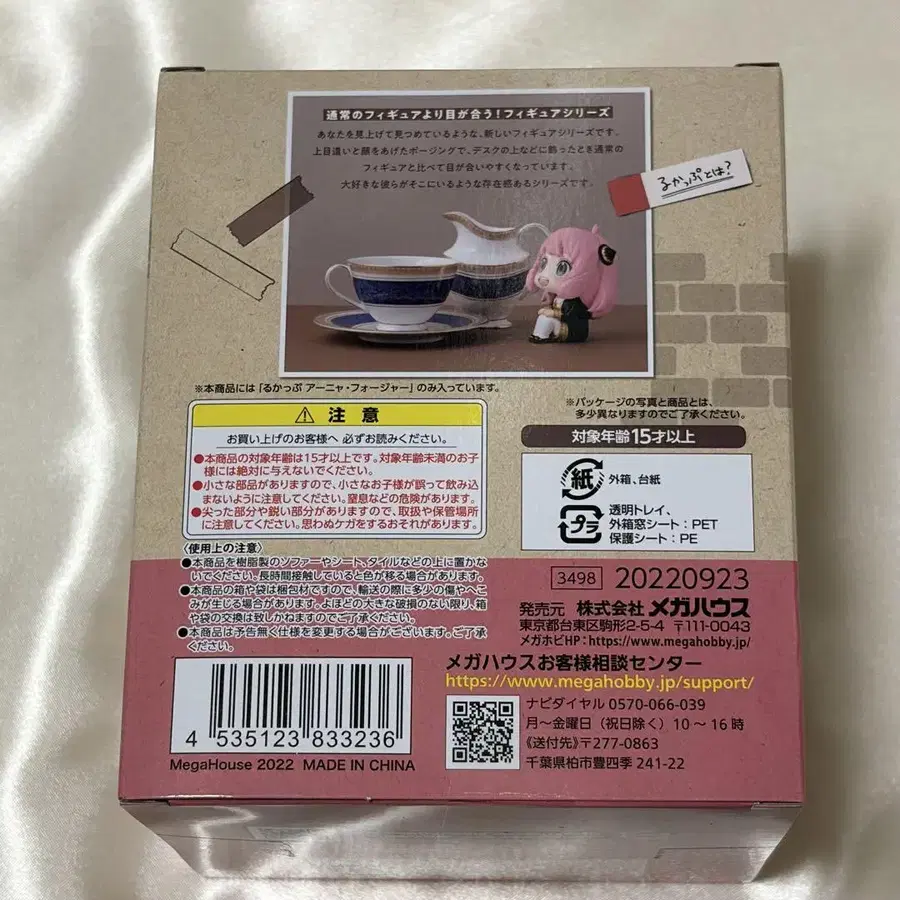 通常のフィギュアより目が合う！フィギュアシリーズ
あなたを見上げて見つめているような、新しいフィギュアシリーズです。
上目遣いと顔をあげたポージングで、デスクの上などに飾ったとき通常の
フィギュアと比べて目が合いやすくなっています。
大好きな彼らがそこにいるような存在感あるシリーズです。
るかっぷとは？
※本商品には「るかっぷ アーニャ・フォージャー」のみ入っています。
※パッケージの写真と商品とは、
多少異なりますのでご了承ください。
注意
お買い上げのお客様へ 必ずお読みください。
●本商品の対象年齢は15才以上です。対象年齢未満のお子
様には絶対に与えないでください。
●小さな部品がありますので、小さなお子様が誤って飲み込
まないように注意してください。窒息などの危険があります。
●尖った部分や鋭い部分がありますので、取扱や保管場所
に注意してください。思わぬケガをするおそれがあります。
対象年齢15才以上
紙
外箱、台紙
プラ
透明トレイ、
外箱窓シート：PET
保護シート：PE
〈使用上の注意〉
●本商品を樹脂製のソファーやシート、タイルなどの上に置かな
いでください。長時間接触していると色が移る場合があります。
●本商品の箱や袋は梱包材ですので、輸送の際に多少の傷やへこ
みが生じる場合があります。よほどの大きな破損のない限り、箱
や袋の交換は致しかねますのでご了承ください。
●本商品は予告無く仕様を変更する場合がございます。ご了承
ください。
3498 20220923
発売元 株式会社 メガハウス
東京都台東区駒形2-5-4 〒111-0043
メガホビHP：https://www.megahobby.jp/
メガハウスお客様相談センター
https://www.megahobby.jp/support/
ナビダイヤル 0570-066-039
月～金曜日（祝日除く）10～16時
《送付先》〒277-0863
千葉県柏市豊四季 241-22
4 535123 833236
MegaHouse 2022 MADE IN CHINA